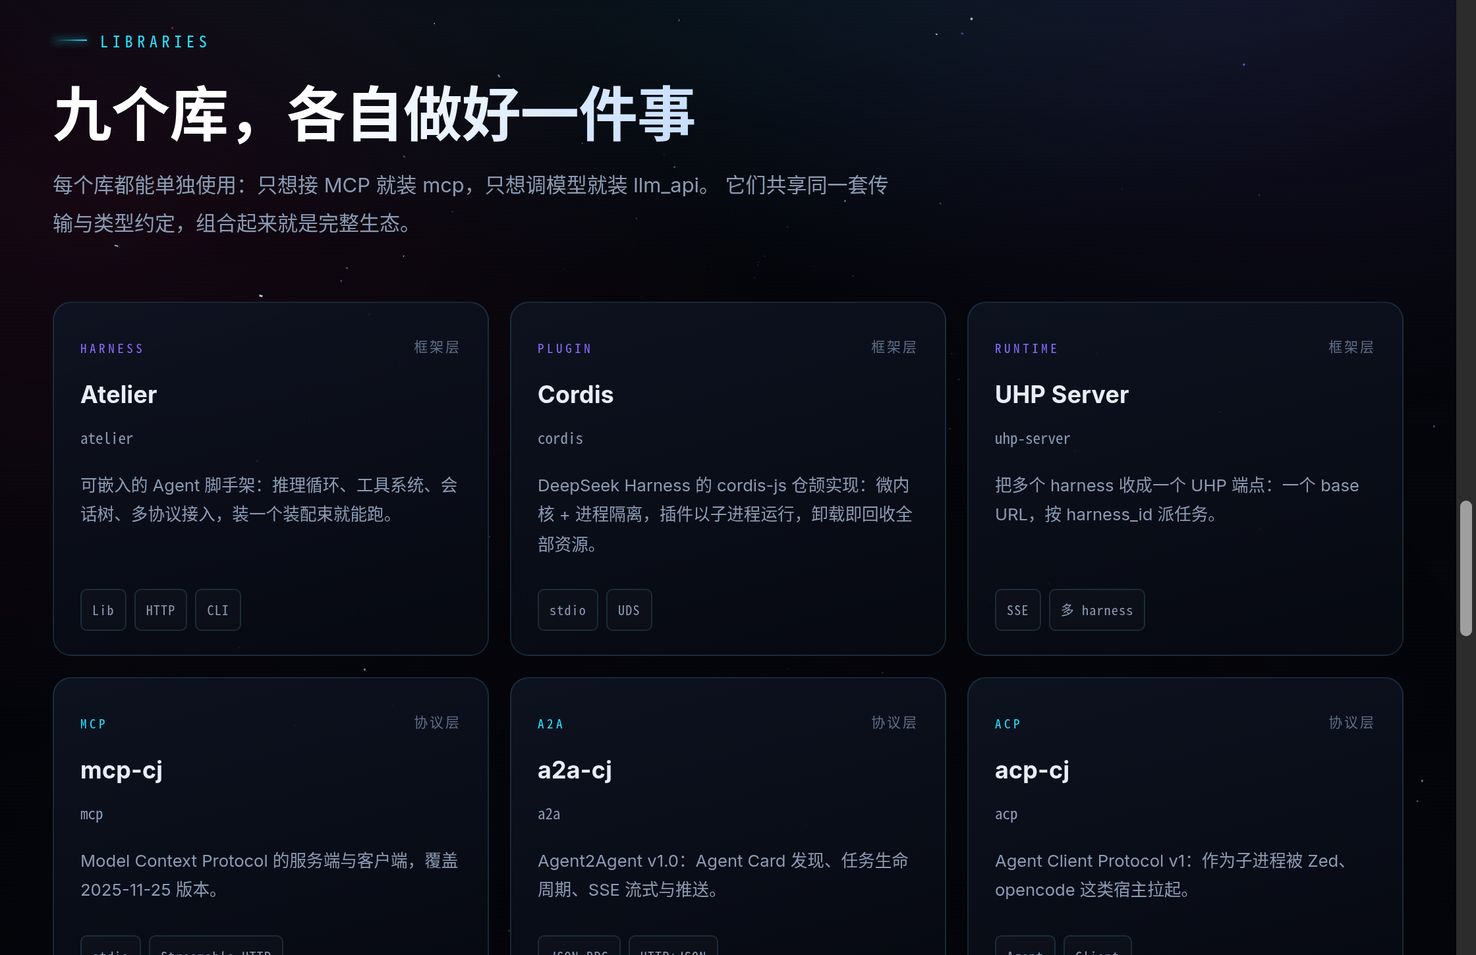 LIBRARIES
九个库，各自做好一件事
每个库都能单独使用：只想接 MCP 就装 mcp，只想调模型就装 llm_api。 它们共享同一套传
输与类型约定，组合起来就是完整生态。
HARNESS
框架层
Atelier
atelier
可嵌入的 Agent 脚手架：推理循环、工具系统、会
话树、多协议接入，装一个装配束就能跑。
Lib
HTTP
CLI
PLUGIN
框架层
Cordis
cordis
DeepSeek Harness 的 cordis-js 仓颉实现：微内
核 + 进程隔离，插件以子进程运行，卸载即回收全
部资源。
stdio
UDS
RUNTIME
框架层
UHP Server
uhp-server
把多个 harness 收成一个 UHP 端点：一个 base
URL，按 harness_id 派任务。
SSE
多 harness
MCP
协议层
mcp-cj
mcp
Model Context Protocol 的服务端与客户端，覆盖
2025-11-25 版本。
stdio
Streamable HTTP
A2A
协议层
a2a-cj
a2a
Agent2Agent v1.0：Agent Card 发现、任务生命
周期、SSE 流式与推送。
JSON-RPC
HTTP+JSON
ACP
协议层
acp-cj
acp
Agent Client Protocol v1：作为子进程被 Zed、
opencode 这类宿主拉起。
Agent
Client